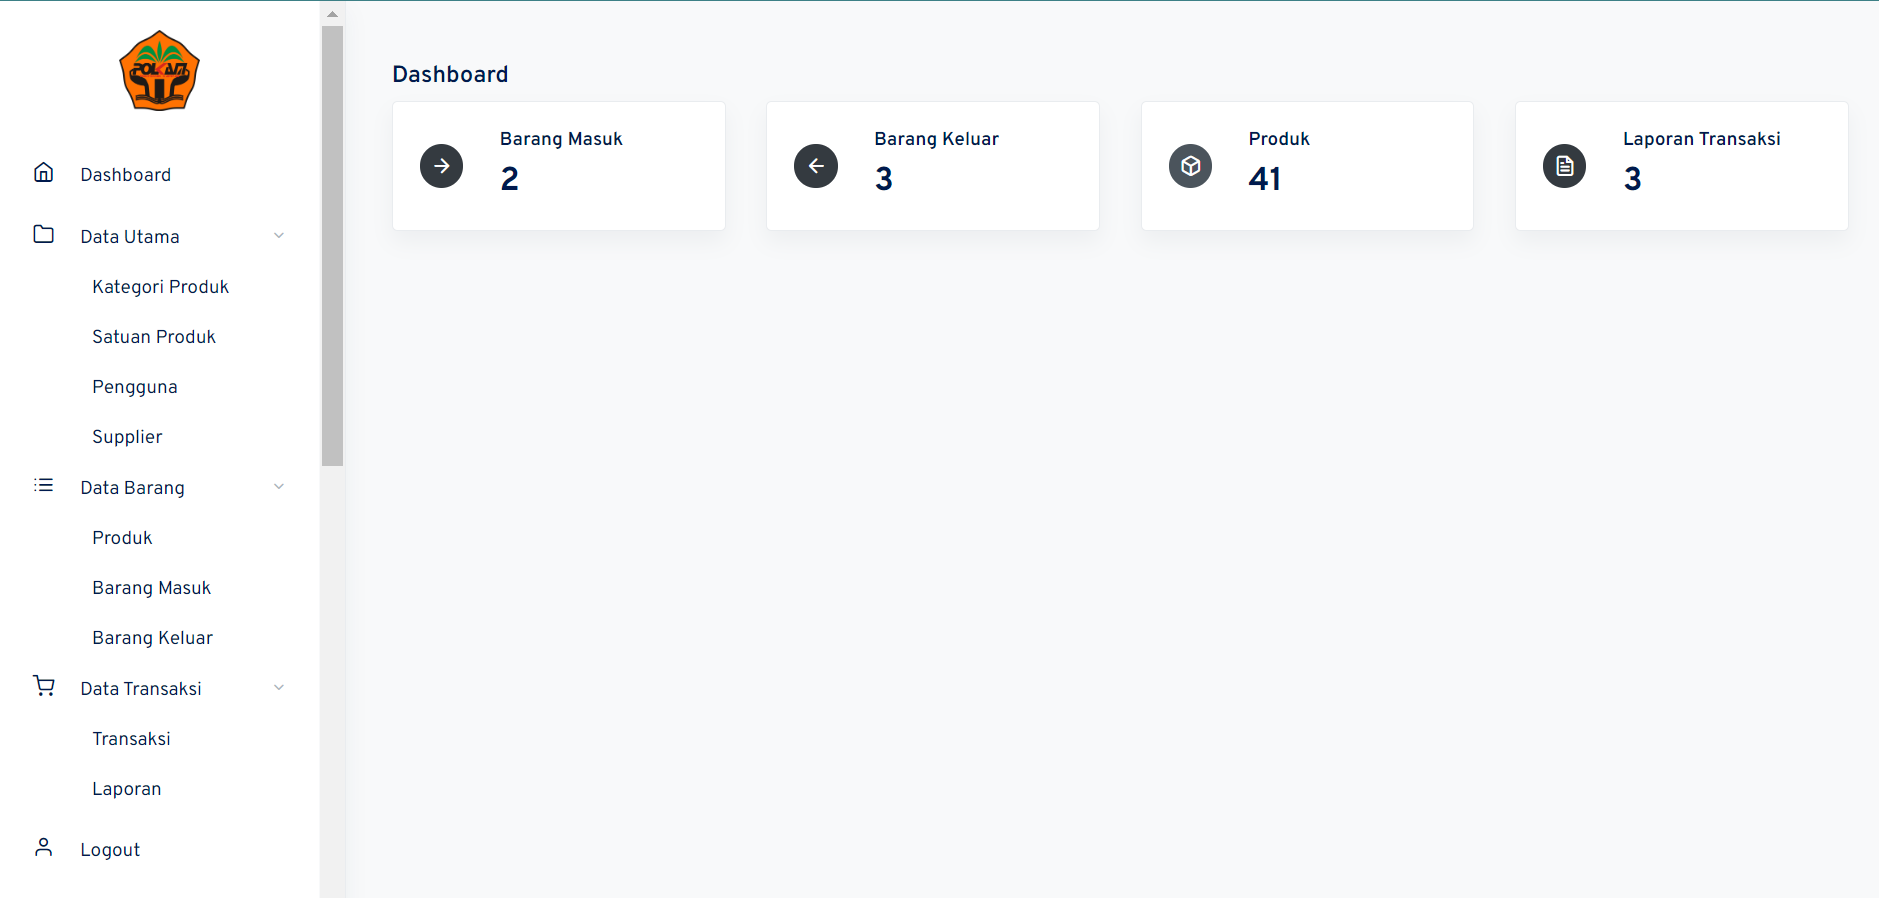 POLKAM
Dashboard
Data Utama
Kategori Produk
Satuan Produk
Pengguna
Supplier
Data Barang
Produk
Barang Masuk
Barang Keluar
Data Transaksi
Transaksi
Laporan
Logout
Dashboard
Barang Masuk
2
Barang Keluar
3
Produk
41
Laporan Transaksi
3